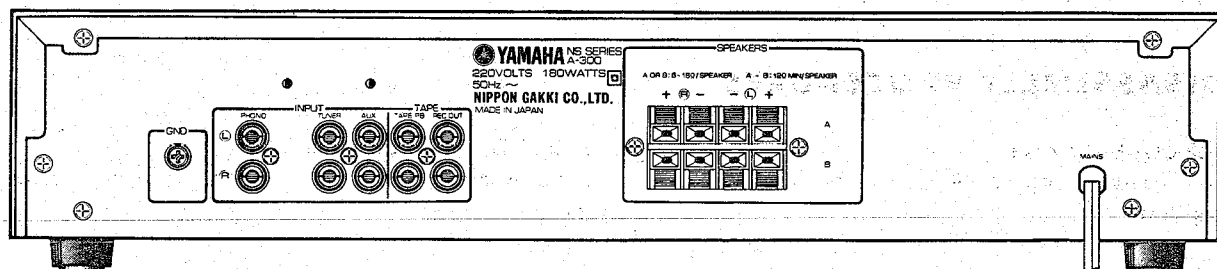 YAMAHA NS SERIES A-300
220VOLTS 180WATTS
50Hz ~
NIPPON GAKKI CO.,LTD.
MADE IN JAPAN
SPEAKERS
A OR B: 8-16Ω/SPEAKER A + B: 12Ω MIN/SPEAKER
+ R - - L +
A
B
GND
INPUT TAPE
PHONO TUNER AUX TAPE PB REC OUT
L
R
MAINS